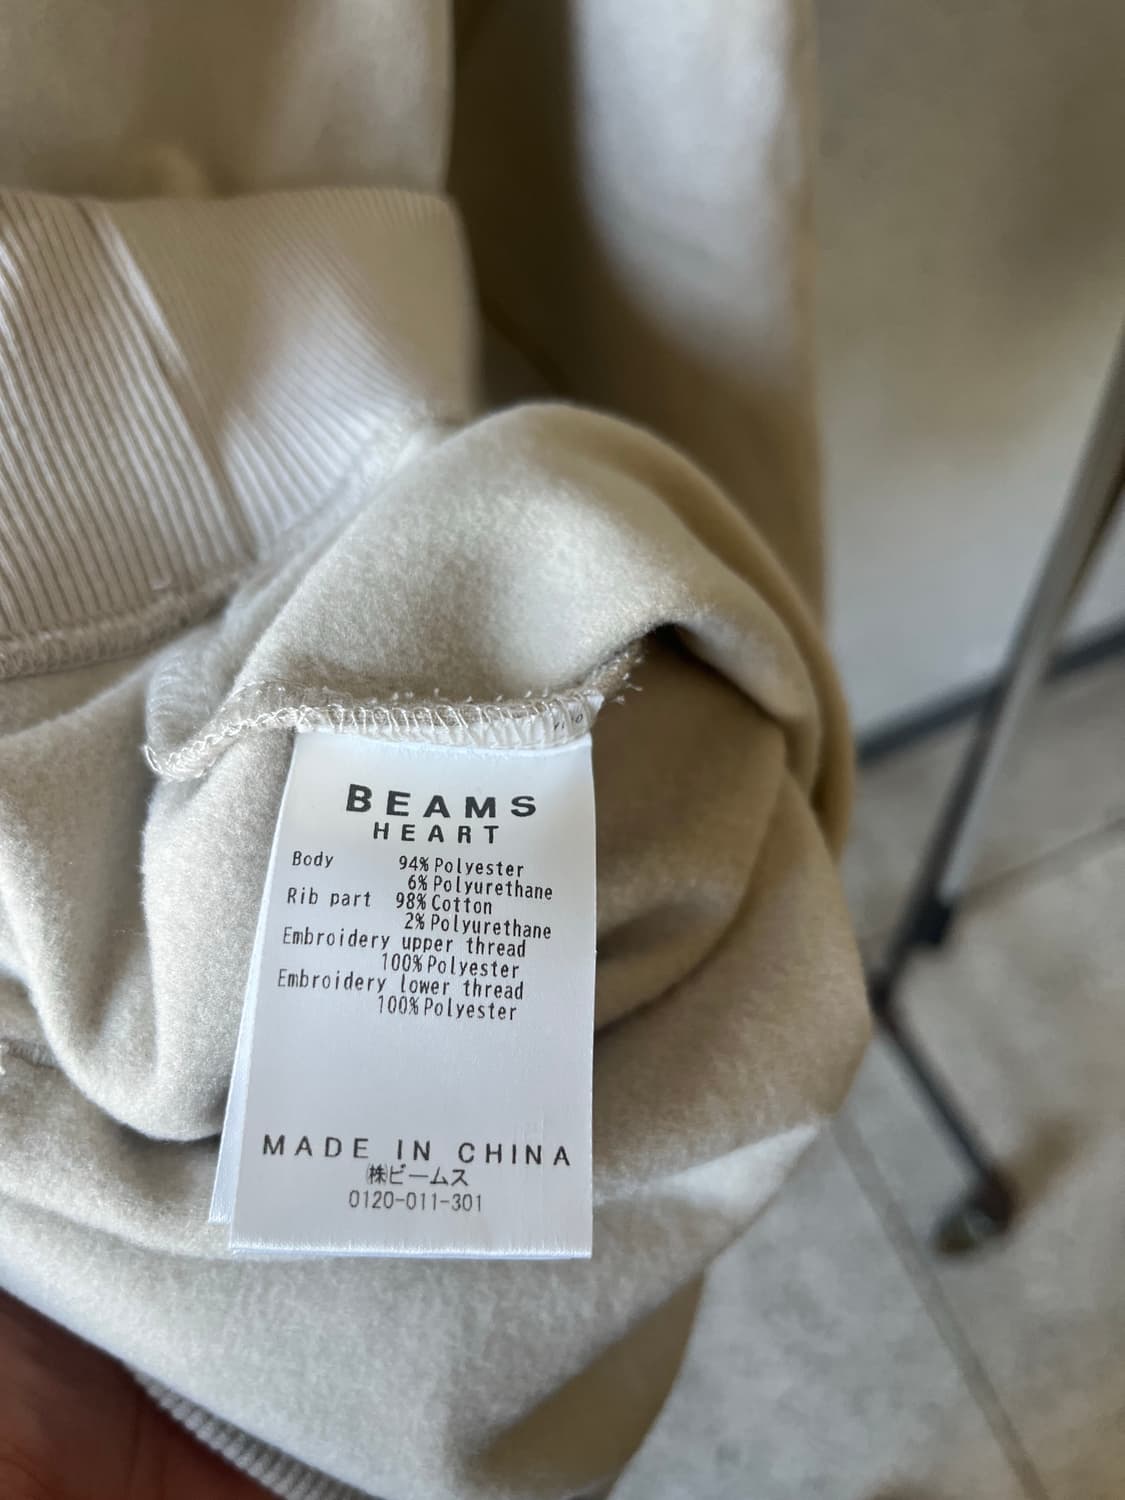 BEAMS
HEART
Body 94% Polyester
6% Polyurethane
Rib part 98% Cotton
2% Polyurethane
Embroidery upper thread
100% Polyester
Embroidery lower thread
100% Polyester
MADE IN CHINA
㈱ビームス
0120-011-301